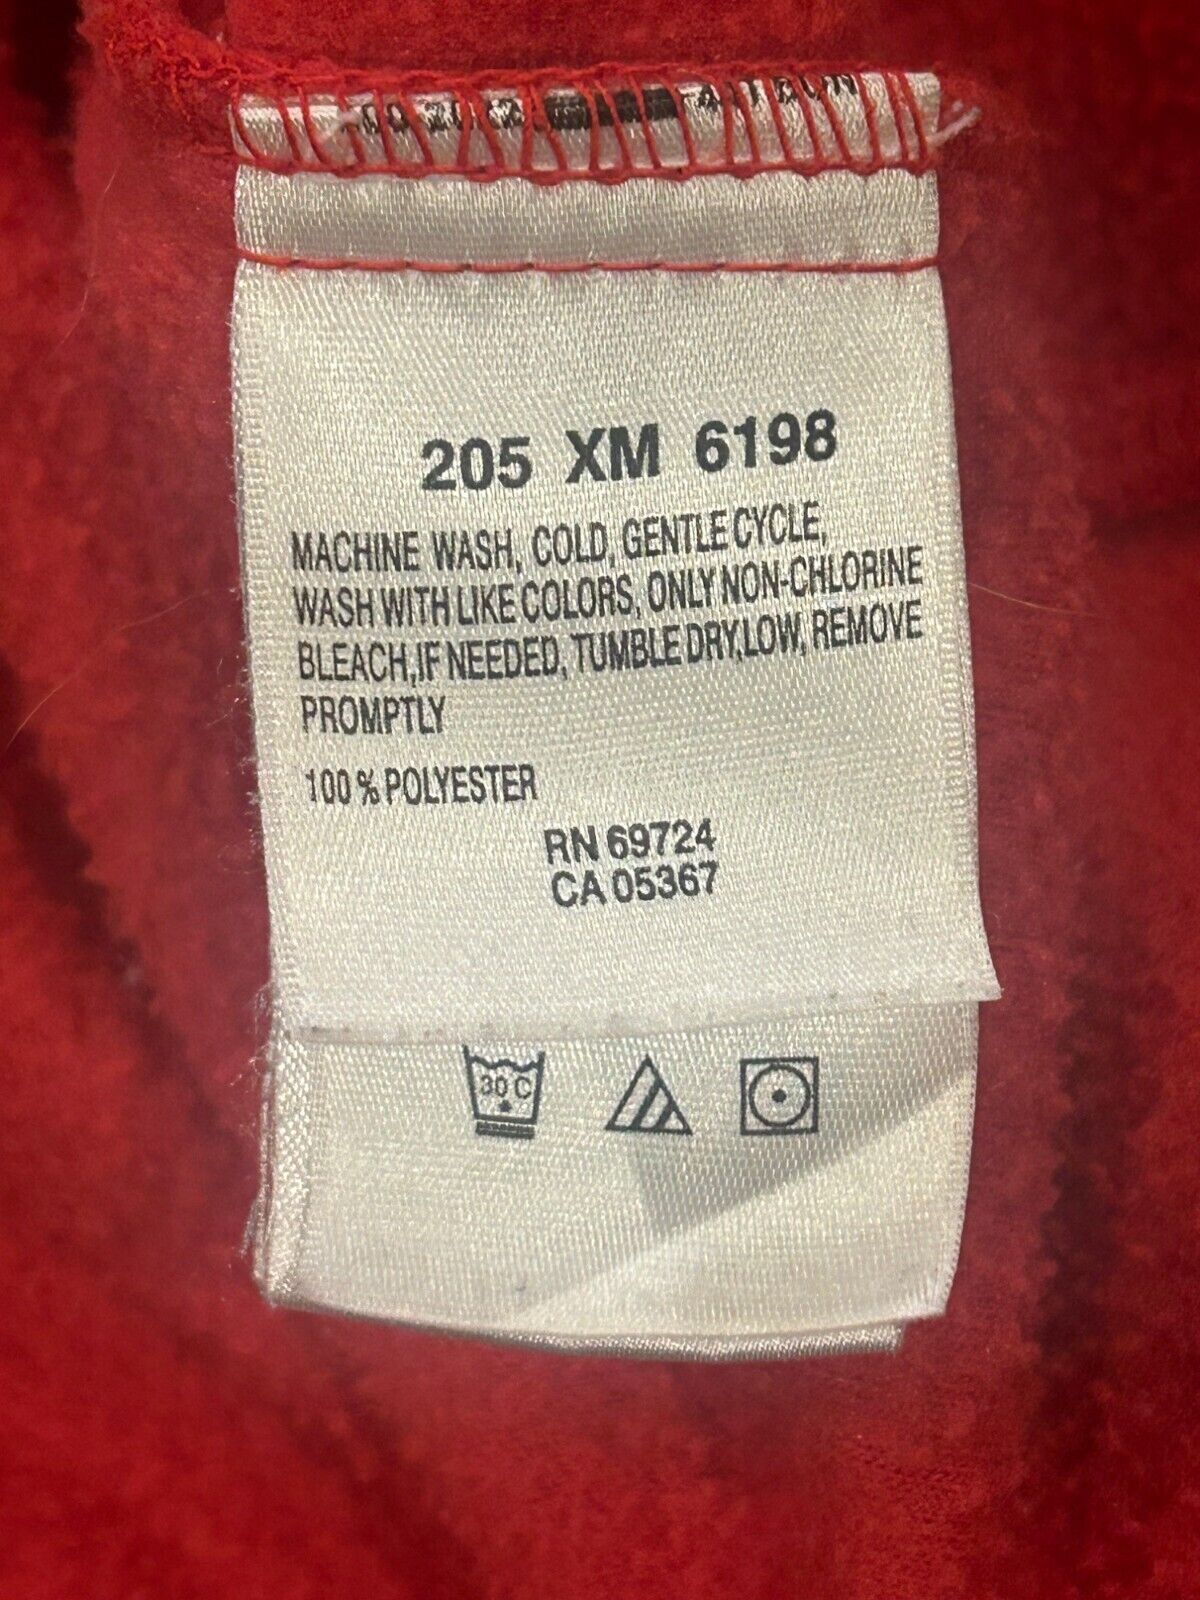 205 XM 6198
MACHINE WASH, COLD, GENTLE CYCLE,
WASH WITH LIKE COLORS, ONLY NON-CHLORINE
BLEACH,IF NEEDED, TUMBLE DRY,LOW, REMOVE
PROMPTLY
100 % POLYESTER
RN 69724
CA 05367
30 C